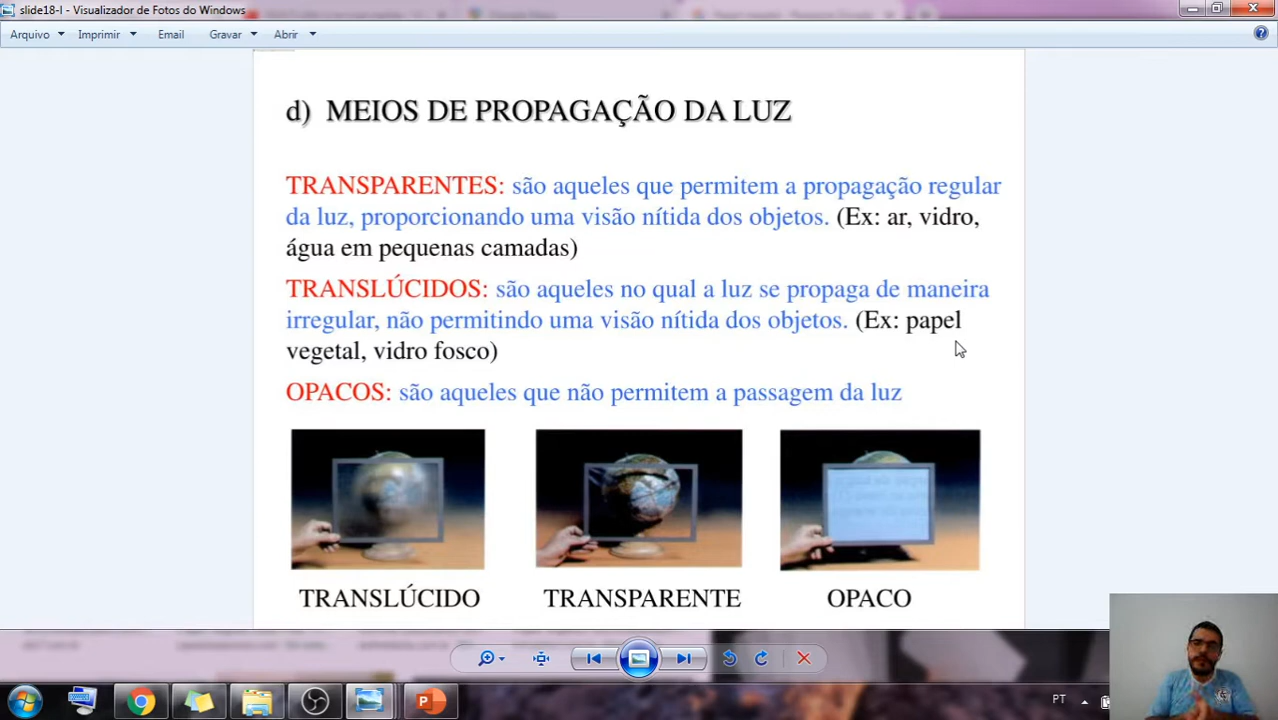 slide18-l - Visualizador de Fotos do Windows
Arquivo Imprimir Email Gravar Abrir
d) MEIOS DE PROPAGAÇÃO DA LUZ
TRANSPARENTES: são aqueles que permitem a propagação regular
da luz, proporcionando uma visão nítida dos objetos. (Ex: ar, vidro,
água em pequenas camadas)
TRANSLÚCIDOS: são aqueles no qual a luz se propaga de maneira
irregular, não permitindo uma visão nítida dos objetos. (Ex: papel
vegetal, vidro fosco)
OPACOS: são aqueles que não permitem a passagem da luz
TRANSLÚCIDO TRANSPARENTE OPACO
PT